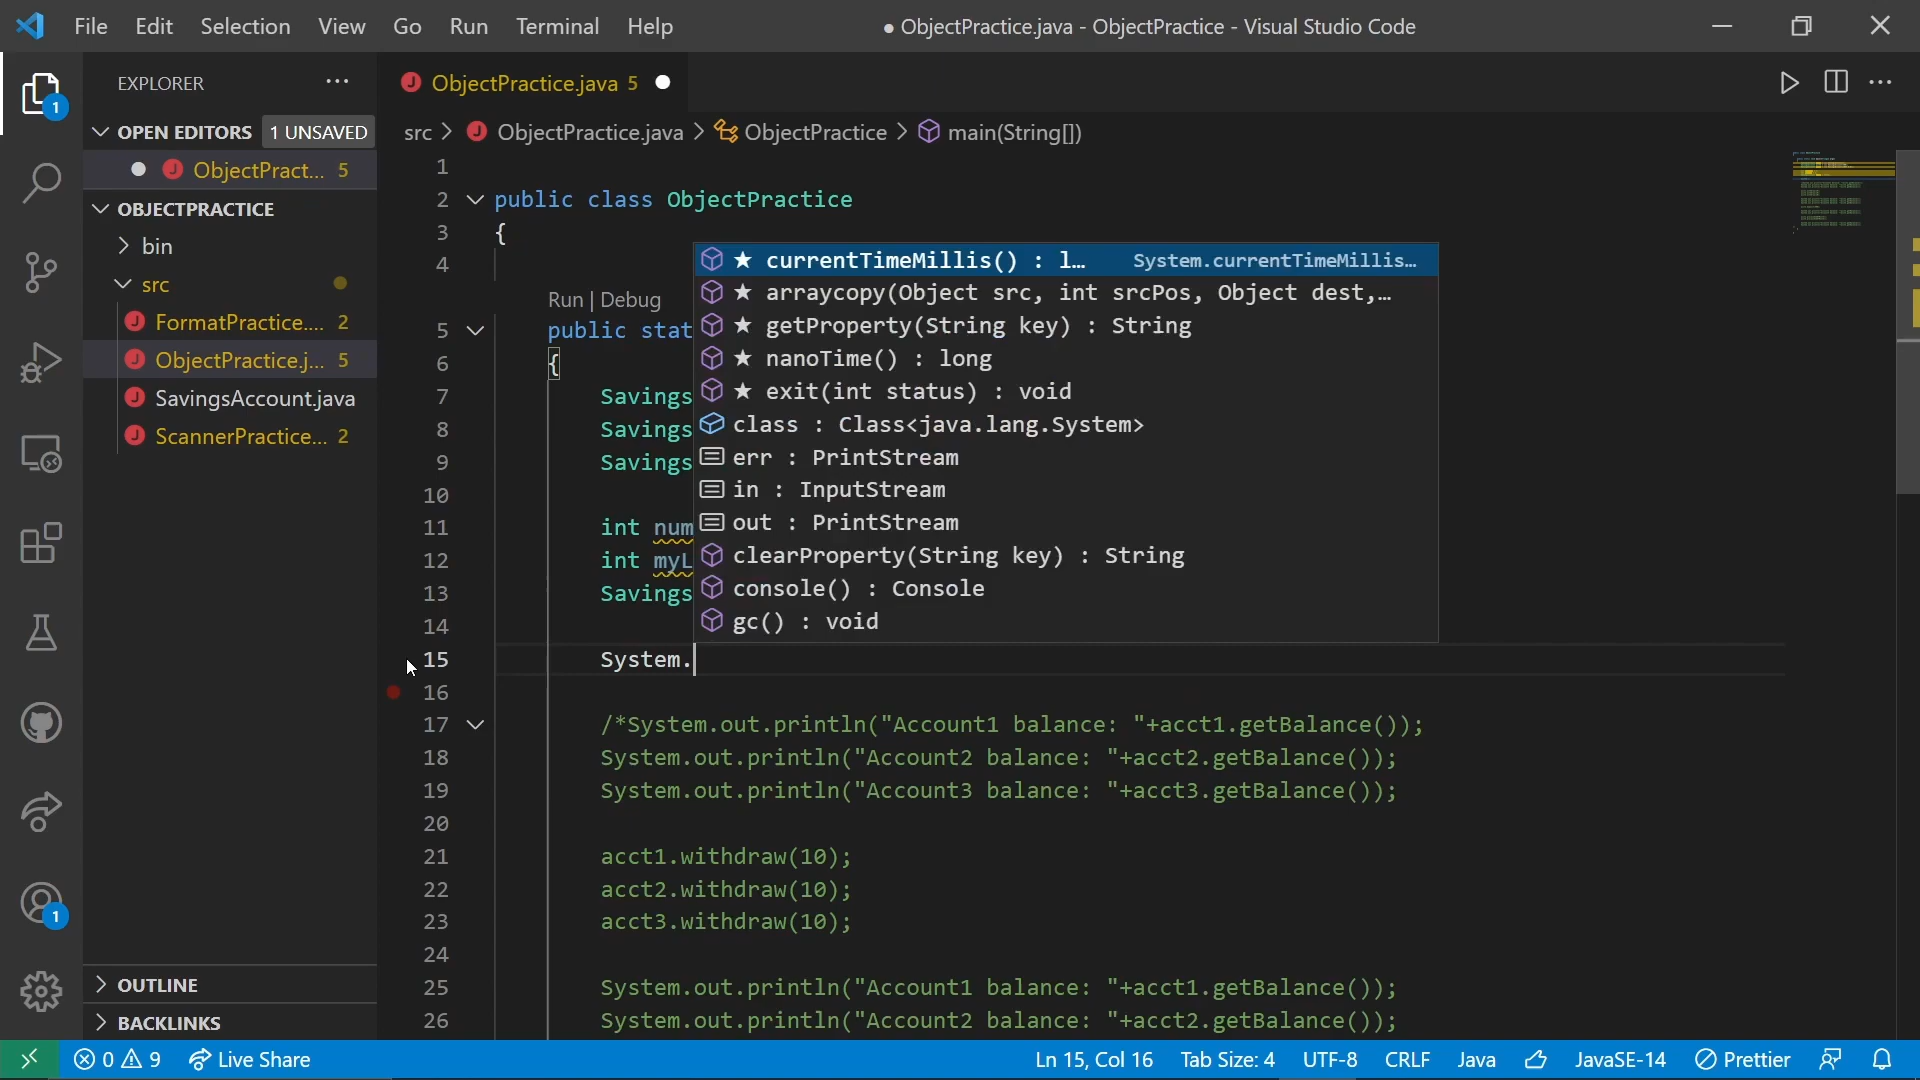 File Edit Selection View Go Run Terminal Help
● ObjectPractice.java - ObjectPractice - Visual Studio Code
EXPLORER
OPEN EDITORS 1 UNSAVED
ObjectPract... 5
OBJECTPRACTICE
bin
src
FormatPractice.... 2
ObjectPractice.j... 5
SavingsAccount.java
ScannerPractice... 2
OUTLINE
BACKLINKS
1
1
ObjectPractice.java 5
src > ObjectPractice.java > ObjectPractice > main(String[])
1
2 public class ObjectPractice
3 {
4
Run | Debug
5 public stat
6 {
7 Savings
8 Savings
9 Savings
10
11 int num
12 int myL
13 Savings
14
15 System.
16
17 /*System.out.println("Account1 balance: "+acct1.getBalance());
18 System.out.println("Account2 balance: "+acct2.getBalance());
19 System.out.println("Account3 balance: "+acct3.getBalance());
20
21 acct1.withdraw(10);
22 acct2.withdraw(10);
23 acct3.withdraw(10);
24
25 System.out.println("Account1 balance: "+acct1.getBalance());
26 System.out.println("Account2 balance: "+acct2.getBalance());
★ currentTimeMillis() : l... System.currentTimeMillis...
★ arraycopy(Object src, int srcPos, Object dest,...
★ getProperty(String key) : String
★ nanoTime() : long
★ exit(int status) : void
class : Class<java.lang.System>
err : PrintStream
in : InputStream
out : PrintStream
clearProperty(String key) : String
console() : Console
gc() : void
0 9 Live Share
Ln 15, Col 16 Tab Size: 4 UTF-8 CRLF Java JavaSE-14 Prettier